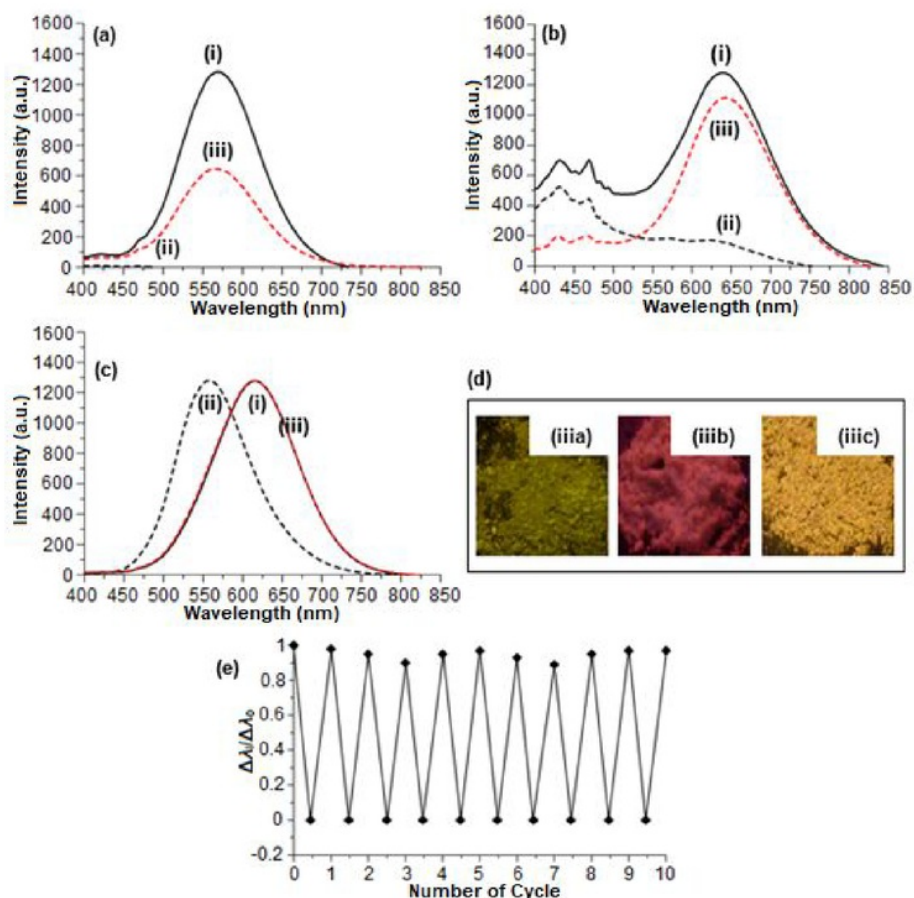 (a)
(i)
(iii)
(ii)
Intensity (a.u.)
1600
1400
1200
1000
800
600
400
200
0
400 450 500 550 600 650 700 750 800 850
Wavelength (nm)
(b)
(i)
(iii)
(ii)
Intensity (a.u.)
1600
1400
1200
1000
800
600
400
200
0
400 450 500 550 600 650 700 750 800 850
Wavelength (nm)
(c)
(ii)
(i)
(iii)
Intensity (a.u.)
1600
1400
1200
1000
800
600
400
200
0
400 450 500 550 600 650 700 750 800 850
Wavelength (nm)
(d)
(iiia)
(iiib)
(iiic)
(e)
Δλ/Δλ₀
1
0.8
0.6
0.4
0.2
0
-0.2
0 1 2 3 4 5 6 7 8 9 10
Number of Cycle